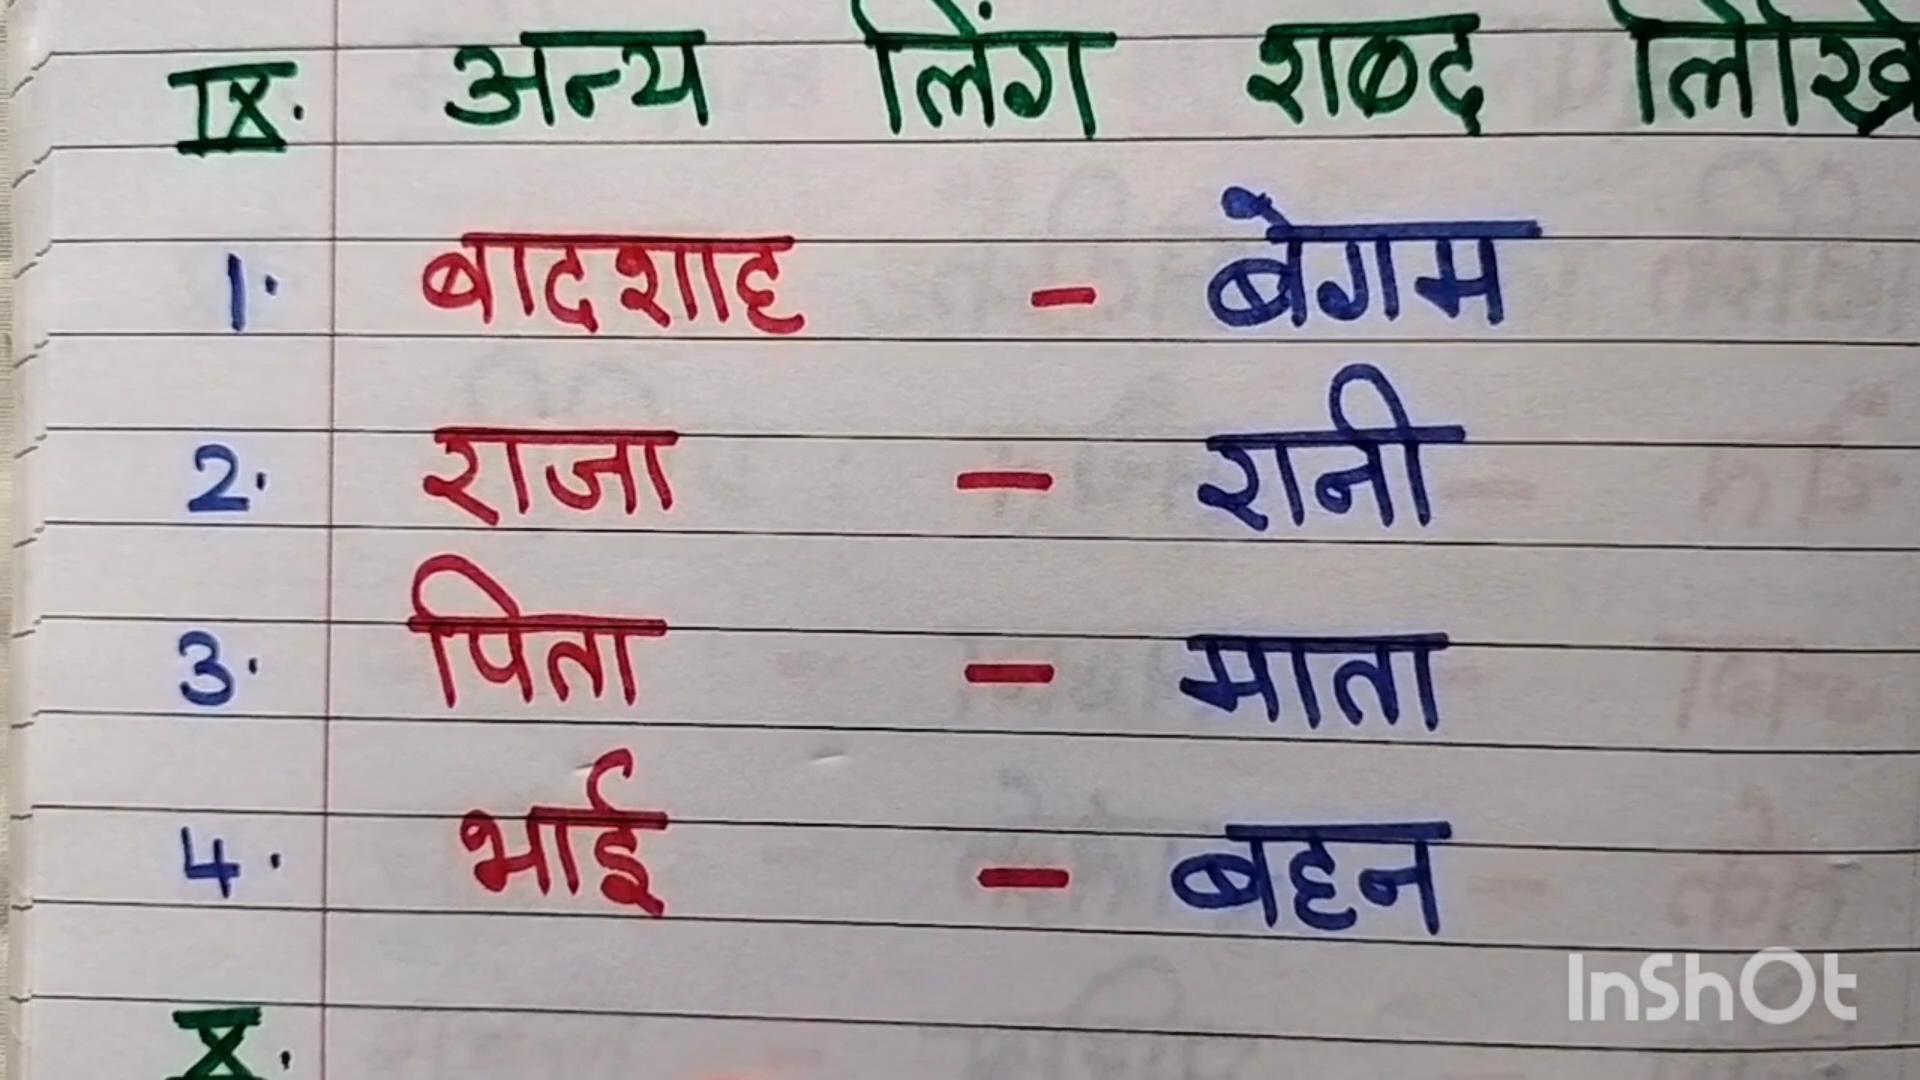 IX. अन्य लिंग शब्द
1. बादशाह - बेगम
2. राजा - रानी
3. पिता - माता
4. भाई - बहन
X.
InShOt